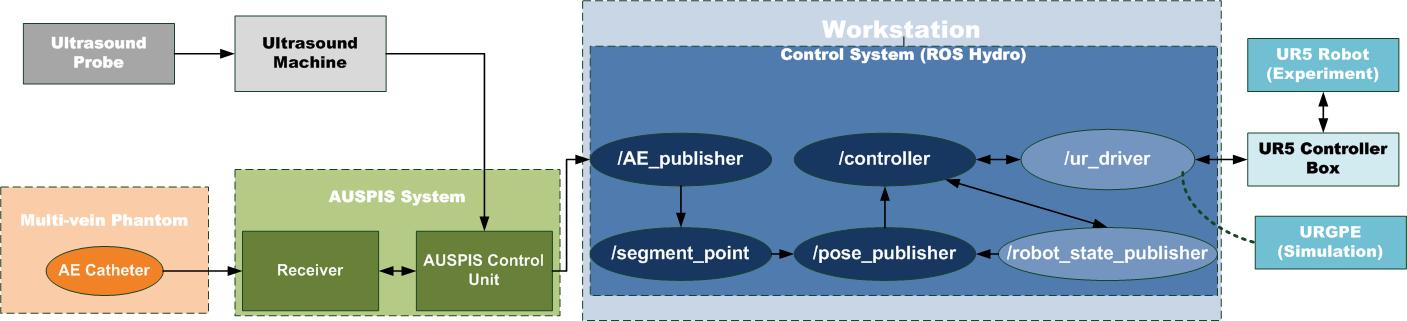 Ultrasound
Probe
Ultrasound
Machine
Multi-vein Phantom
AE Catheter
AUSPIS System
Receiver
AUSPIS Control
Unit
Workstation
Control System (ROS Hydro)
/AE_publisher
/controller
/ur_driver
/segment_point
/pose_publisher
/robot_state_publisher
UR5 Robot
(Experiment)
UR5 Controller
Box
URGPE
(Simulation)